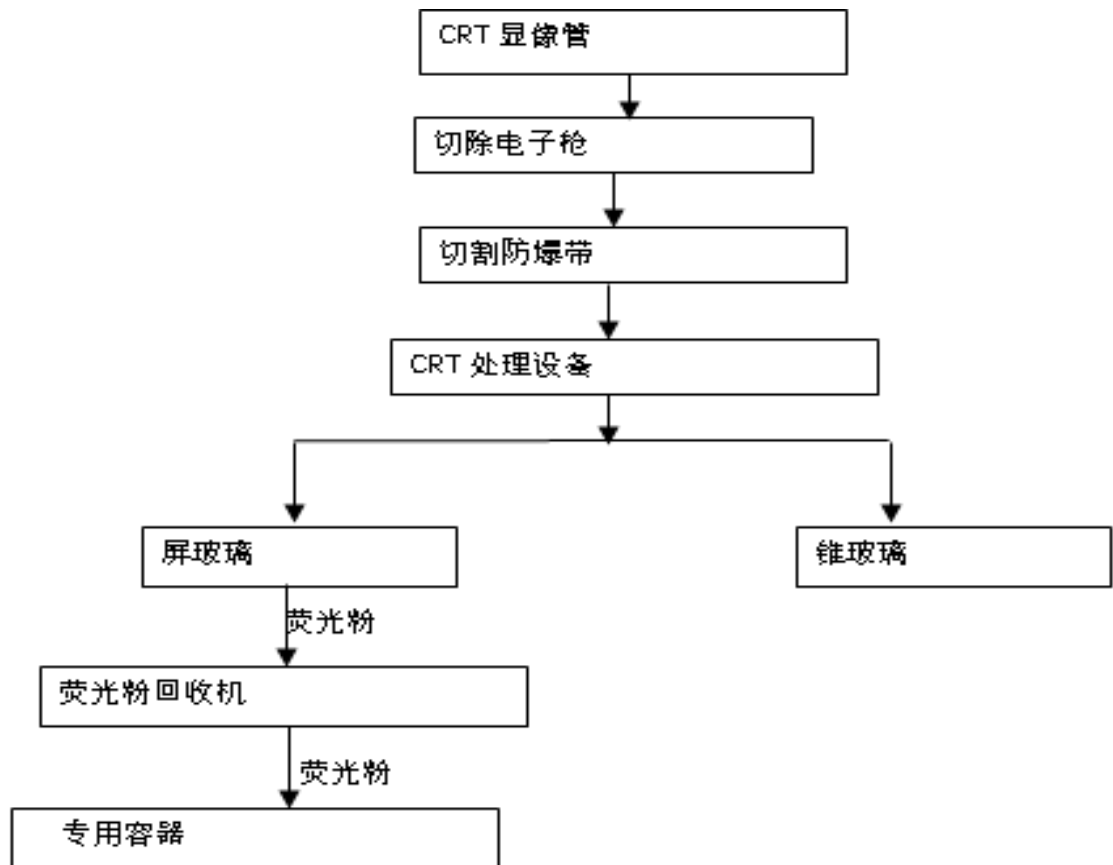 CRT 显像管
切除电子枪
切割防爆带
CRT 处理设备
屏玻璃
锥玻璃
荧光粉
荧光粉回收机
荧光粉
专用容器